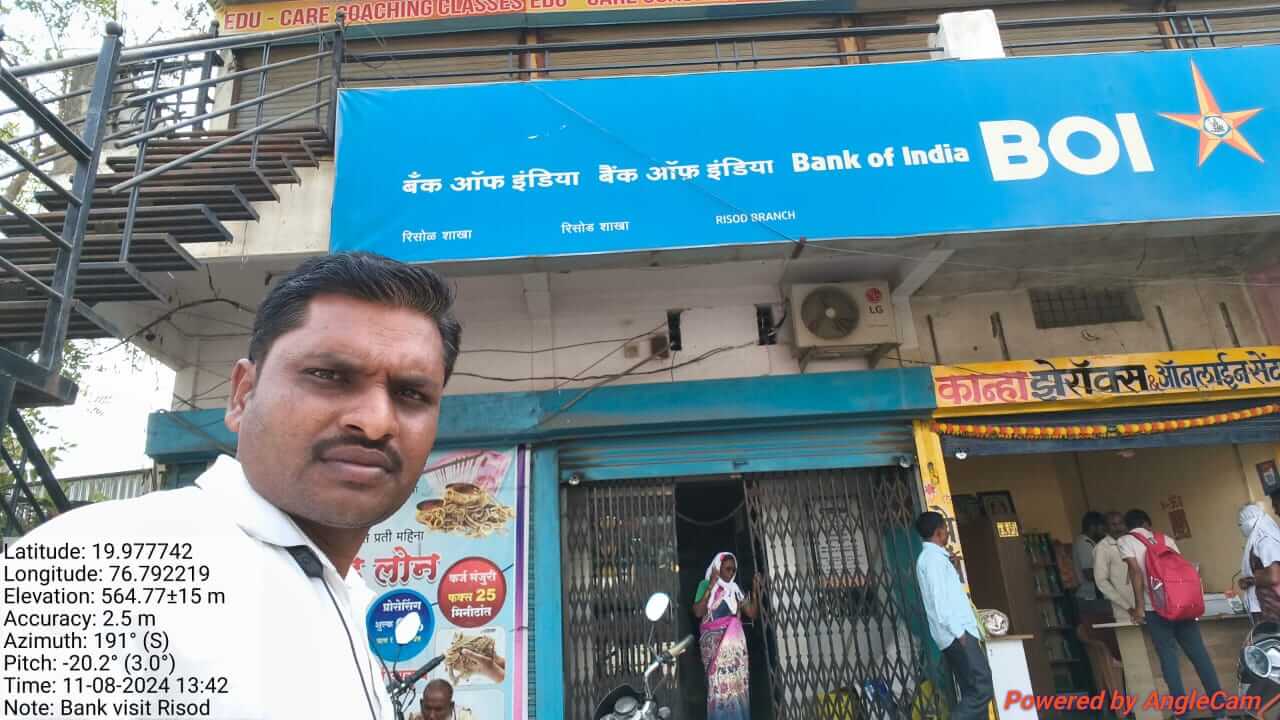 EDU - CARE COACHING CLASSES EDU - CARE
बँक ऑफ इंडिया बैंक ऑफ़ इंडिया Bank of India BOI
रिसोळ शाखा रिसोड शाखा RISOD BRANCH
LG
कान्हा झेरॉक्स & ऑनलाईन सेंट
प्रती महिना
लोन
कर्ज मंजुरी
फक्त 25
मिनीटांत
प्रोसेसिंग
शुल्क
Latitude: 19.977742
Longitude: 76.792219
Elevation: 564.77±15 m
Accuracy: 2.5 m
Azimuth: 191° (S)
Pitch: -20.2° (3.0°)
Time: 11-08-2024 13:42
Note: Bank visit Risod
Powered by AngleCam